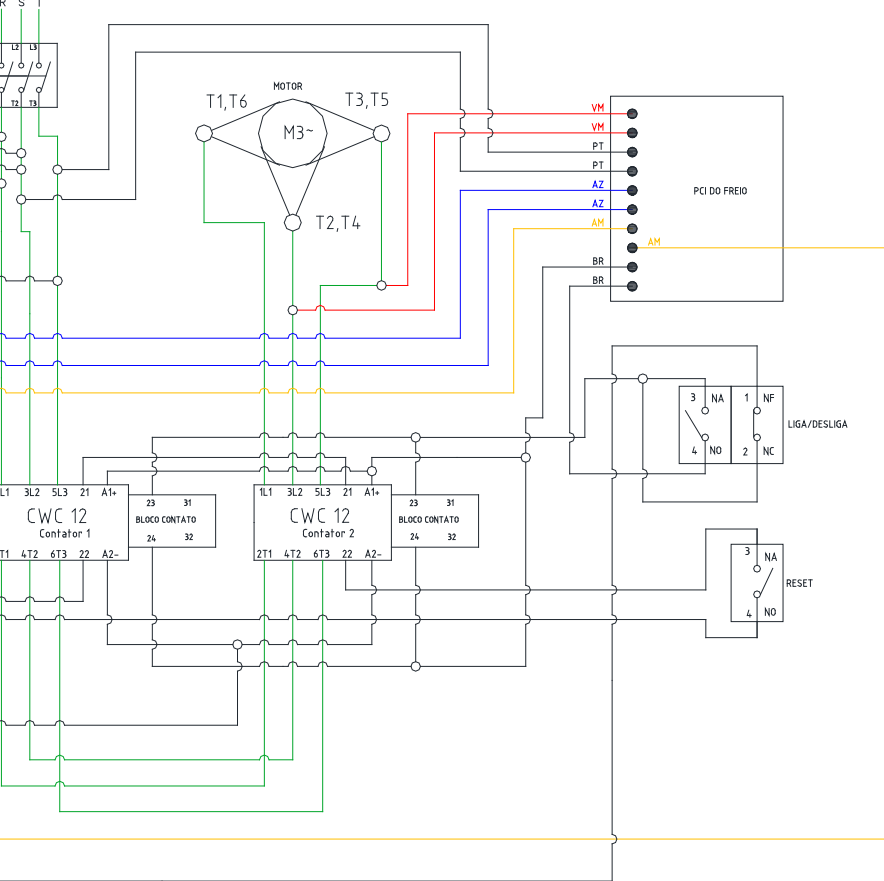 R S T
L2 L3
T2 T3
MOTOR
T1,T6
T3,T5
M3~
T2,T4
VM
VM
PT
PT
AZ
AZ
AM
AM
BR
BR
PCI DO FREIO
3 NA
1 NF
4 NO
2 NC
LIGA/DESLIGA
L1 3L2 5L3 21 A1+
CWC 12
Contator 1
T1 4T2 6T3 22 A2-
23 31
BLOCO CONTATO
24 32
1L1 3L2 5L3 21 A1+
CWC 12
Contator 2
2T1 4T2 6T3 22 A2-
23 31
BLOCO CONTATO
24 32
3 NA
4 NO
RESET